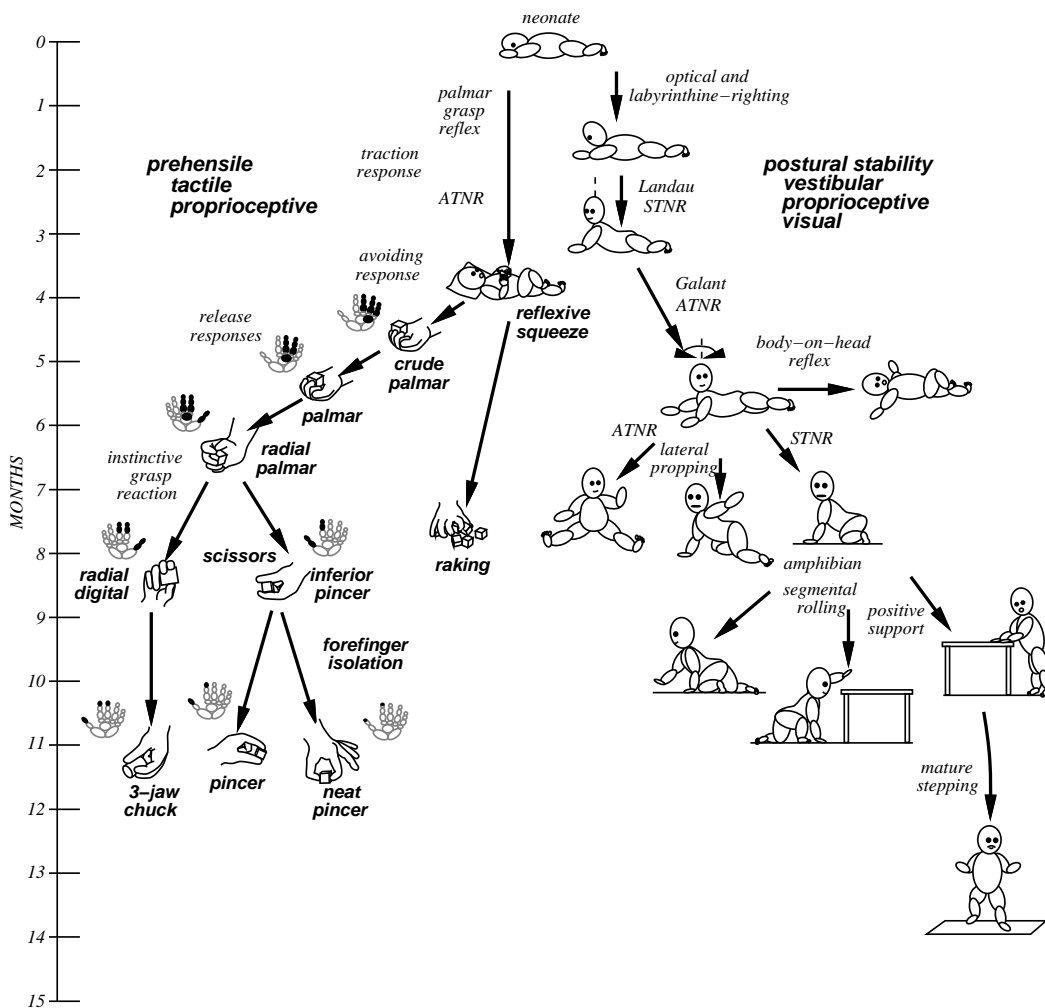 neonate
0
optical and
labyrinthine−righting
1
palmar
grasp
reflex
traction
response
2
prehensile
tactile
proprioceptive
postural stability
vestibular
proprioceptive
visual
ATNR
Landau
STNR
3
avoiding
response
4
Galant
ATNR
release
responses
reflexive
squeeze
body−on−head
reflex
5
crude
palmar
palmar
6
ATNR
STNR
radial
palmar
lateral
propping
instinctive
grasp
reaction
7
MONTHS
8
scissors
raking
amphibian
radial
digital
inferior
pincer
segmental
rolling
positive
support
9
forefinger
isolation
10
11
pincer
3−jaw
chuck
neat
pincer
mature
stepping
12
13
14
15